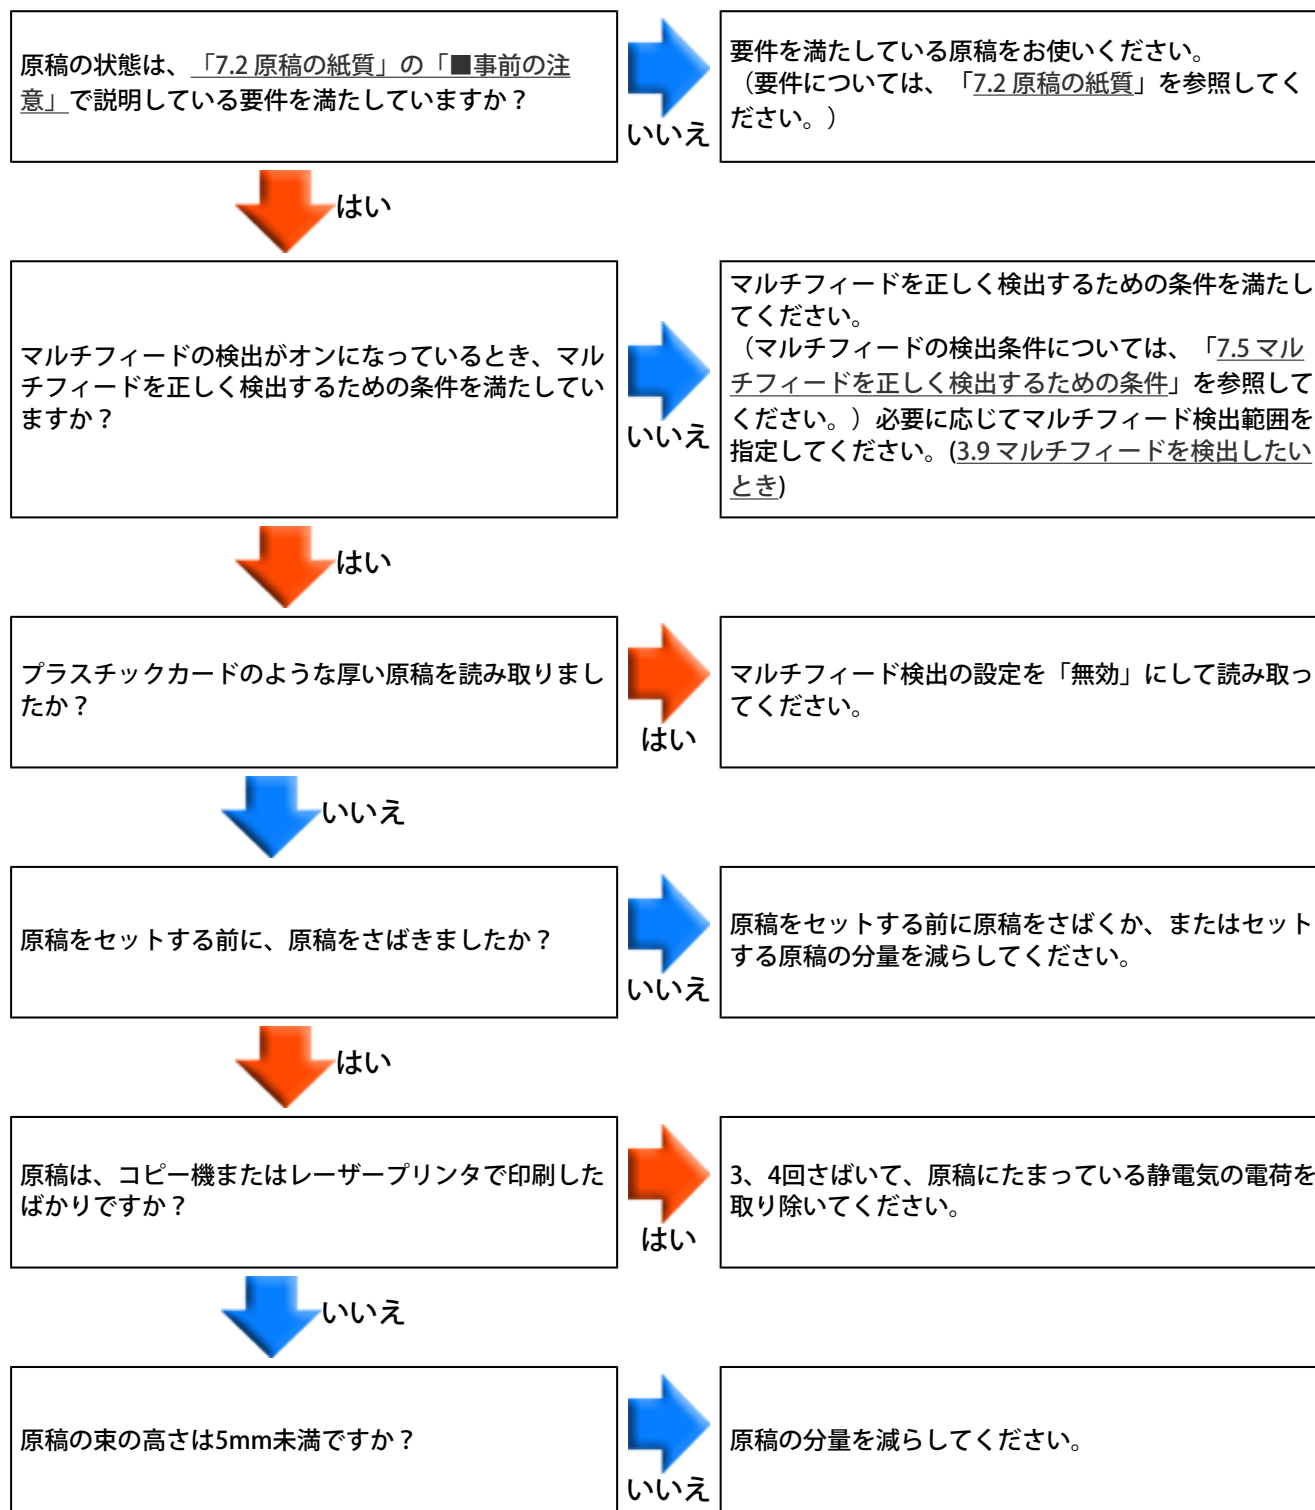 原稿の状態は、「7.2 原稿の紙質」の「■事前の注
意」で説明している要件を満たしていますか？
いいえ
要件を満たしている原稿をお使いください。
（要件については、「7.2 原稿の紙質」を参照してく
ださい。）
はい
マルチフィードの検出がオンになっているとき、マル
チフィードを正しく検出するための条件を満たしてい
ますか？
いいえ
マルチフィードを正しく検出するための条件を満たし
てください。
（マルチフィードの検出条件については、「7.5 マル
チフィードを正しく検出するための条件」を参照して
ください。）必要に応じてマルチフィード検出範囲を
指定してください。(3.9 マルチフィードを検出したい
とき)
はい
プラスチックカードのような厚い原稿を読み取りまし
たか？
はい
マルチフィード検出の設定を「無効」にして読み取っ
てください。
いいえ
原稿をセットする前に、原稿をさばきましたか？
いいえ
原稿をセットする前に原稿をさばくか、またはセット
する原稿の分量を減らしてください。
はい
原稿は、コピー機またはレーザープリンタで印刷した
ばかりですか？
はい
3、4回さばいて、原稿にたまっている静電気の電荷を
取り除いてください。
いいえ
原稿の束の高さは5mm未満ですか？
いいえ
原稿の分量を減らしてください。